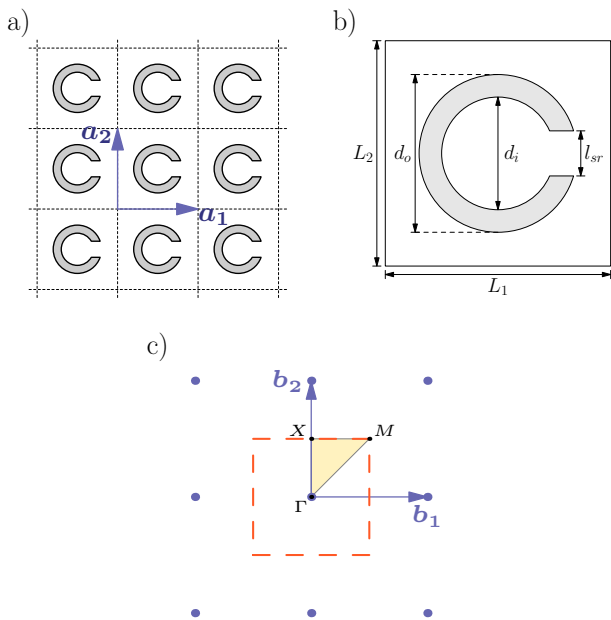 a)
a₂
a₁
b)
L₂
dₒ
dᵢ
lₛᵣ
L₁
c)
b₂
X
M
Γ
b₁